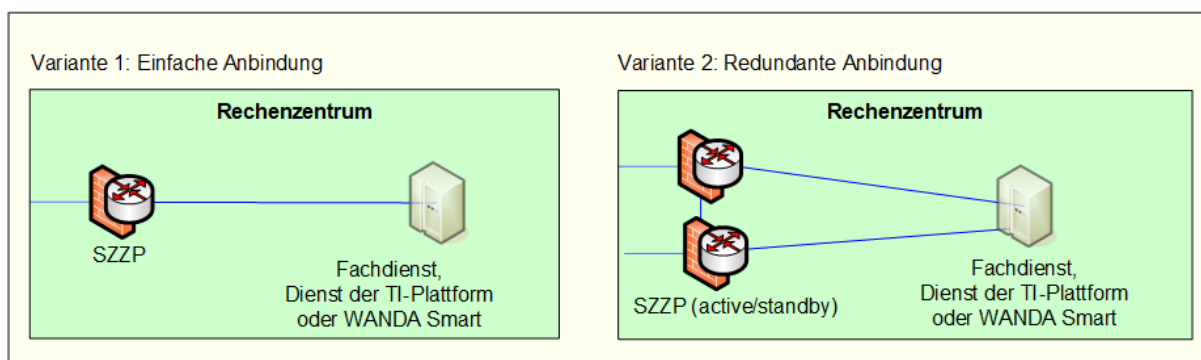 Variante 1: Einfache Anbindung
Rechenzentrum
SZZP
Fachdienst,
Dienst der TI-Plattform
oder WANDA Smart
Variante 2: Redundante Anbindung
Rechenzentrum
SZZP (active/standby)
Fachdienst,
Dienst der TI-Plattform
oder WANDA Smart